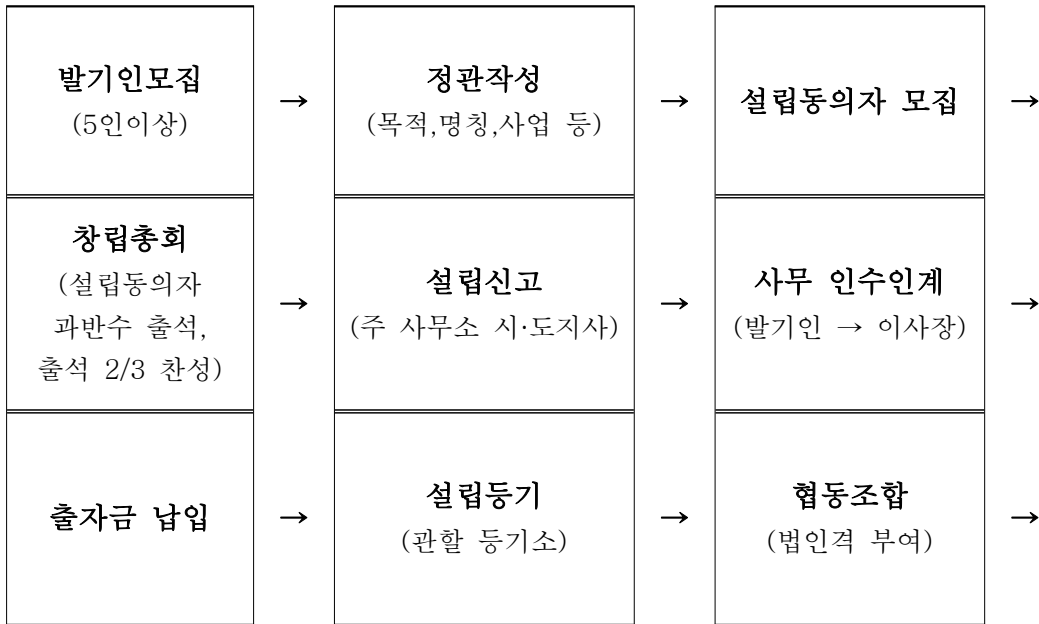 발기인모집
(5인이상)
→
정관작성
(목적,명칭,사업 등)
→
설립동의자 모집
→
창립총회
(설립동의자
과반수 출석,
출석 2/3 찬성)
→
설립신고
(주 사무소 시·도지사)
→
사무 인수인계
(발기인 → 이사장)
→
출자금 납입
→
설립등기
(관할 등기소)
→
협동조합
(법인격 부여)
→